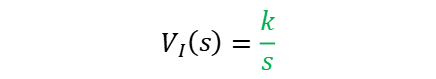 V_I(s) = k/s